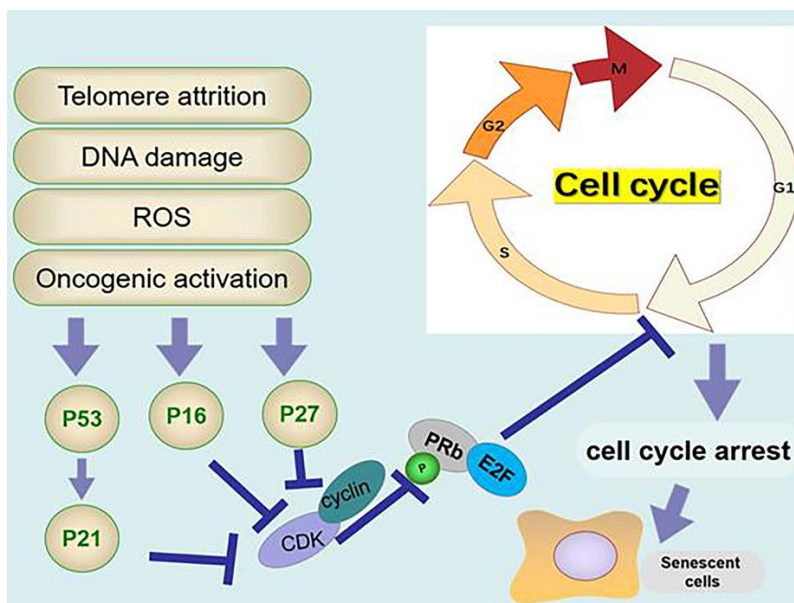 Telomere attrition
DNA damage
ROS
Oncogenic activation
P53
P16
P27
P21
CDK
cyclin
P
PRb
E2F
M
G2
G1
S
Cell cycle
cell cycle arrest
Senescent
cells